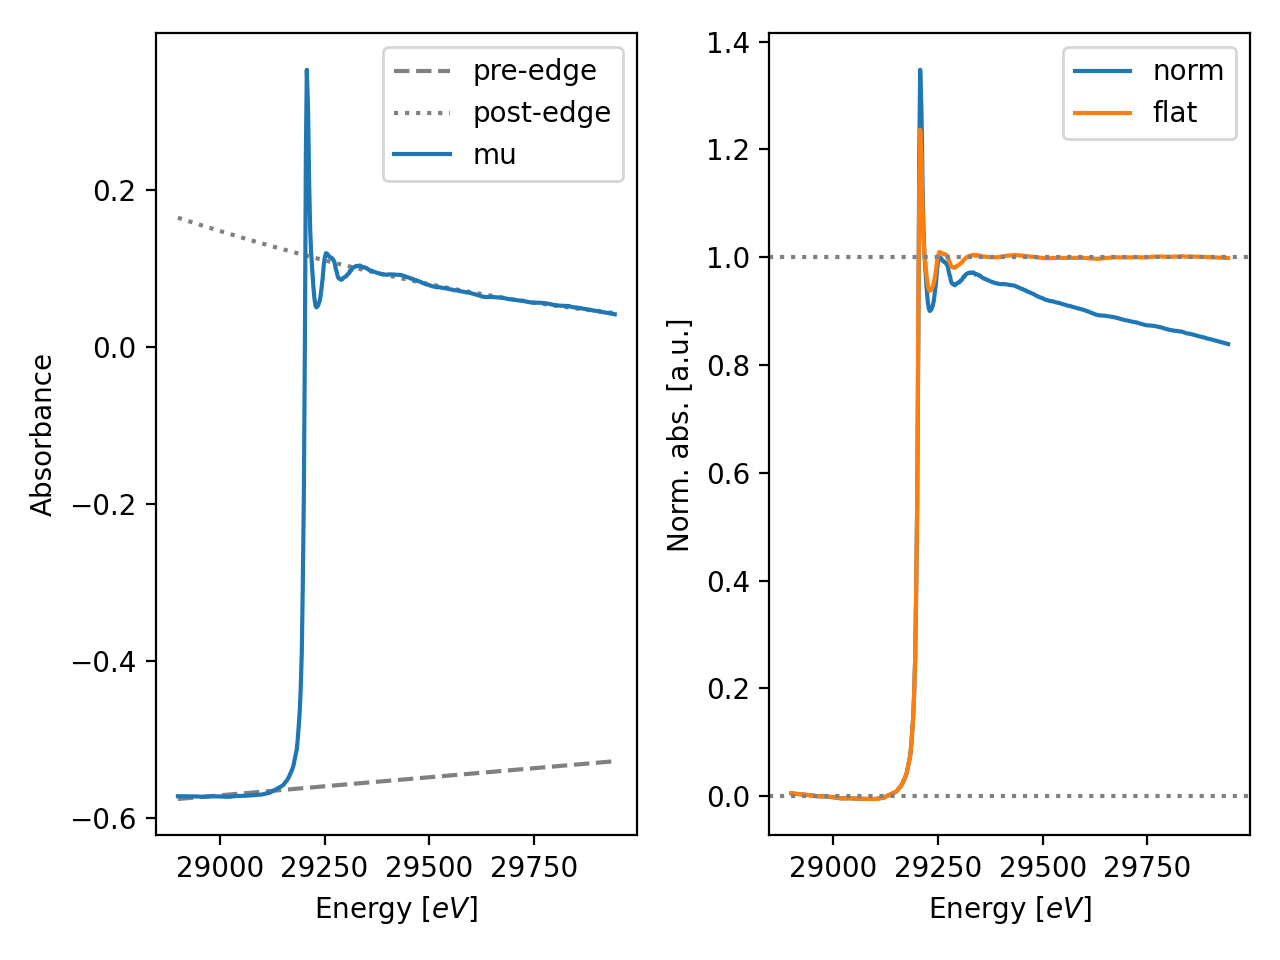 pre-edge
post-edge
mu
0.2
0.0
−0.2
−0.4
−0.6
Absorbance
29000 29250 29500 29750
Energy [eV]
norm
flat
1.4
1.2
1.0
0.8
0.6
0.4
0.2
0.0
Norm. abs. [a.u.]
29000 29250 29500 29750
Energy [eV]